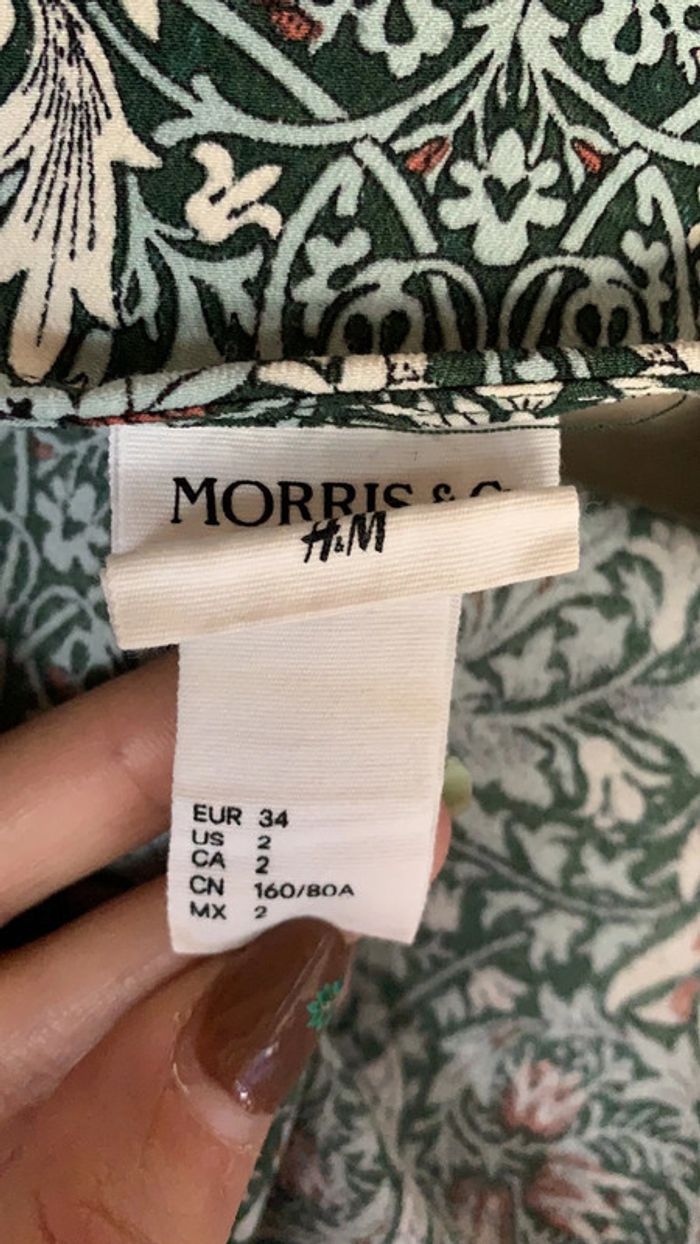 MORRIS & C
H&M
EUR 34
US 2
CA 2
CN 160/80A
MX 2